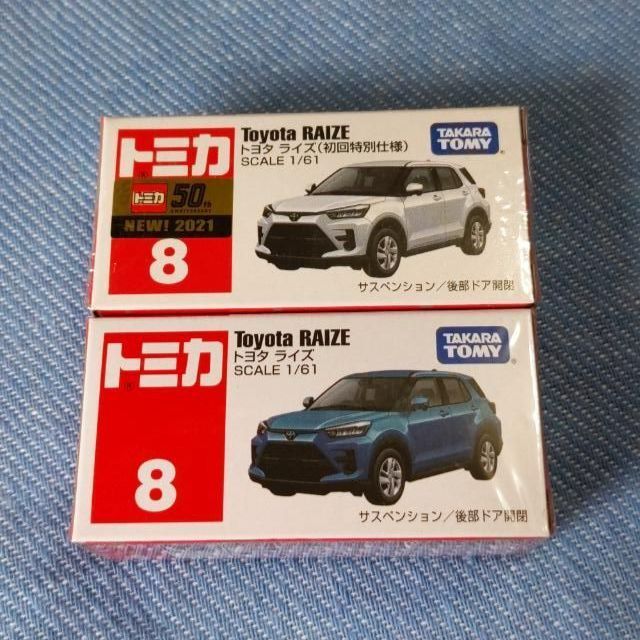 トミカ
Toyota RAIZE
トヨタ ライズ(初回特別仕様)
SCALE 1/61
TAKARA
TOMY
トミカ 50th
ANNIVERSARY
NEW! 2021
8
サスペンション/後部ドア開閉
トミカ
Toyota RAIZE
トヨタ ライズ
SCALE 1/61
TAKARA
TOMY
8
サスペンション/後部ドア開閉